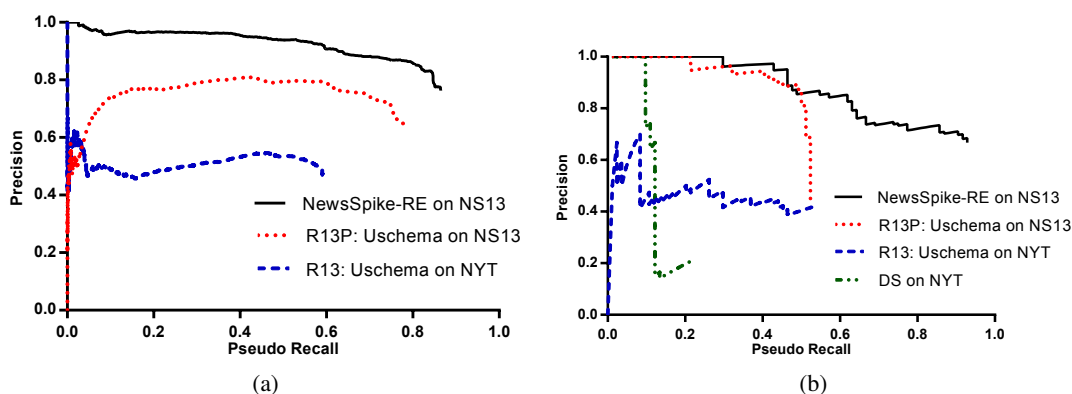 1.0
0.8
0.6
0.4
0.2
0.0
Precision
0.0 0.2 0.4 0.6 0.8 1.0
Pseudo Recall
NewsSpike-RE on NS13
R13P: Uschema on NS13
R13: Uschema on NYT
(a)
1.0
0.8
0.6
0.4
0.2
0.0
Precision
0.0 0.2 0.4 0.6 0.8 1.0
Pseudo Recall
NewsSpike-RE on NS13
R13P: Uschema on NS13
R13: Uschema on NYT
DS on NYT
(b)